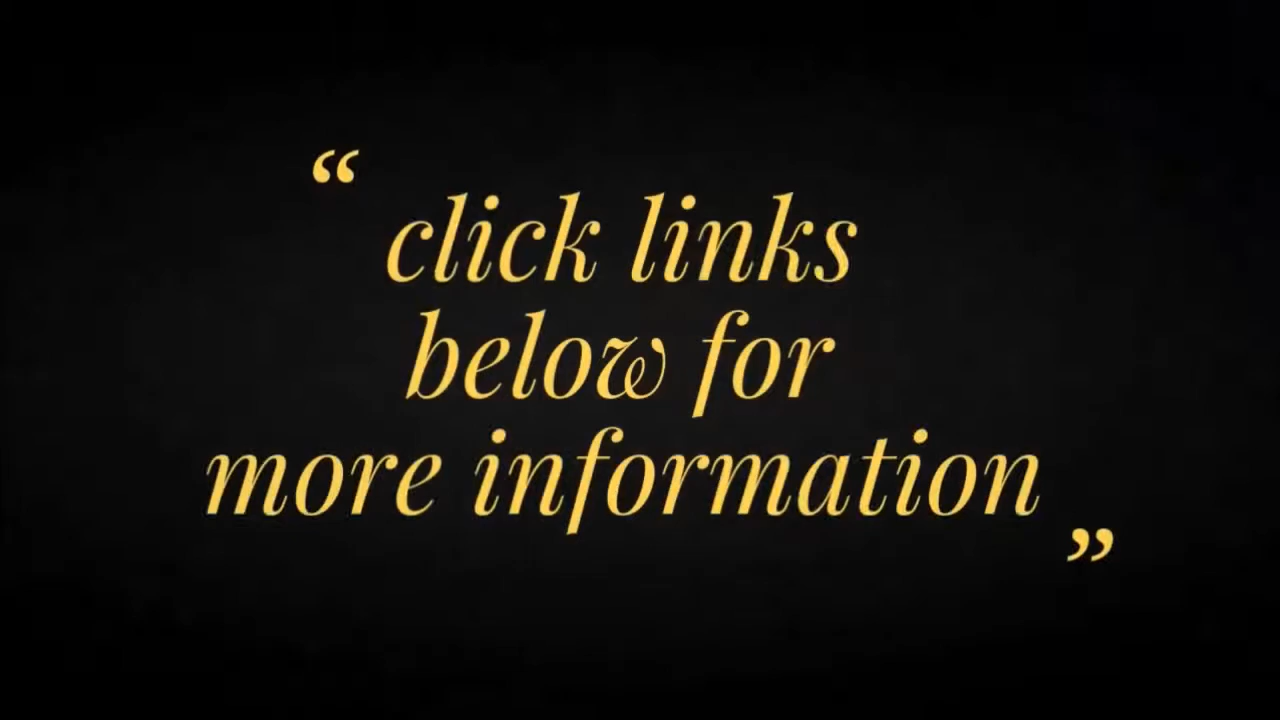 “ click links
below for
more information ”